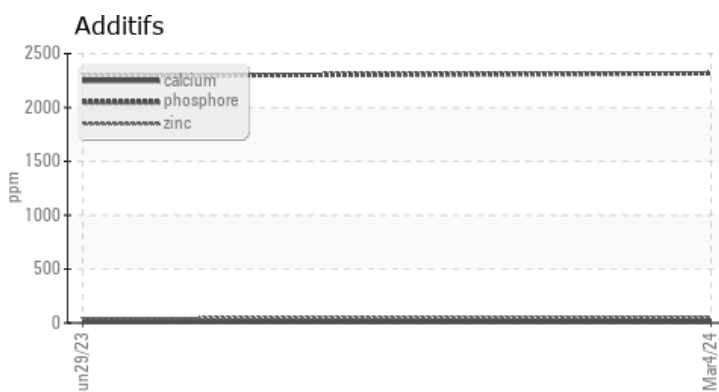 Additifs
2500
2000
1500
1000
500
0
ppm
calcium
phosphore
zinc
un29/23
Mar4/24